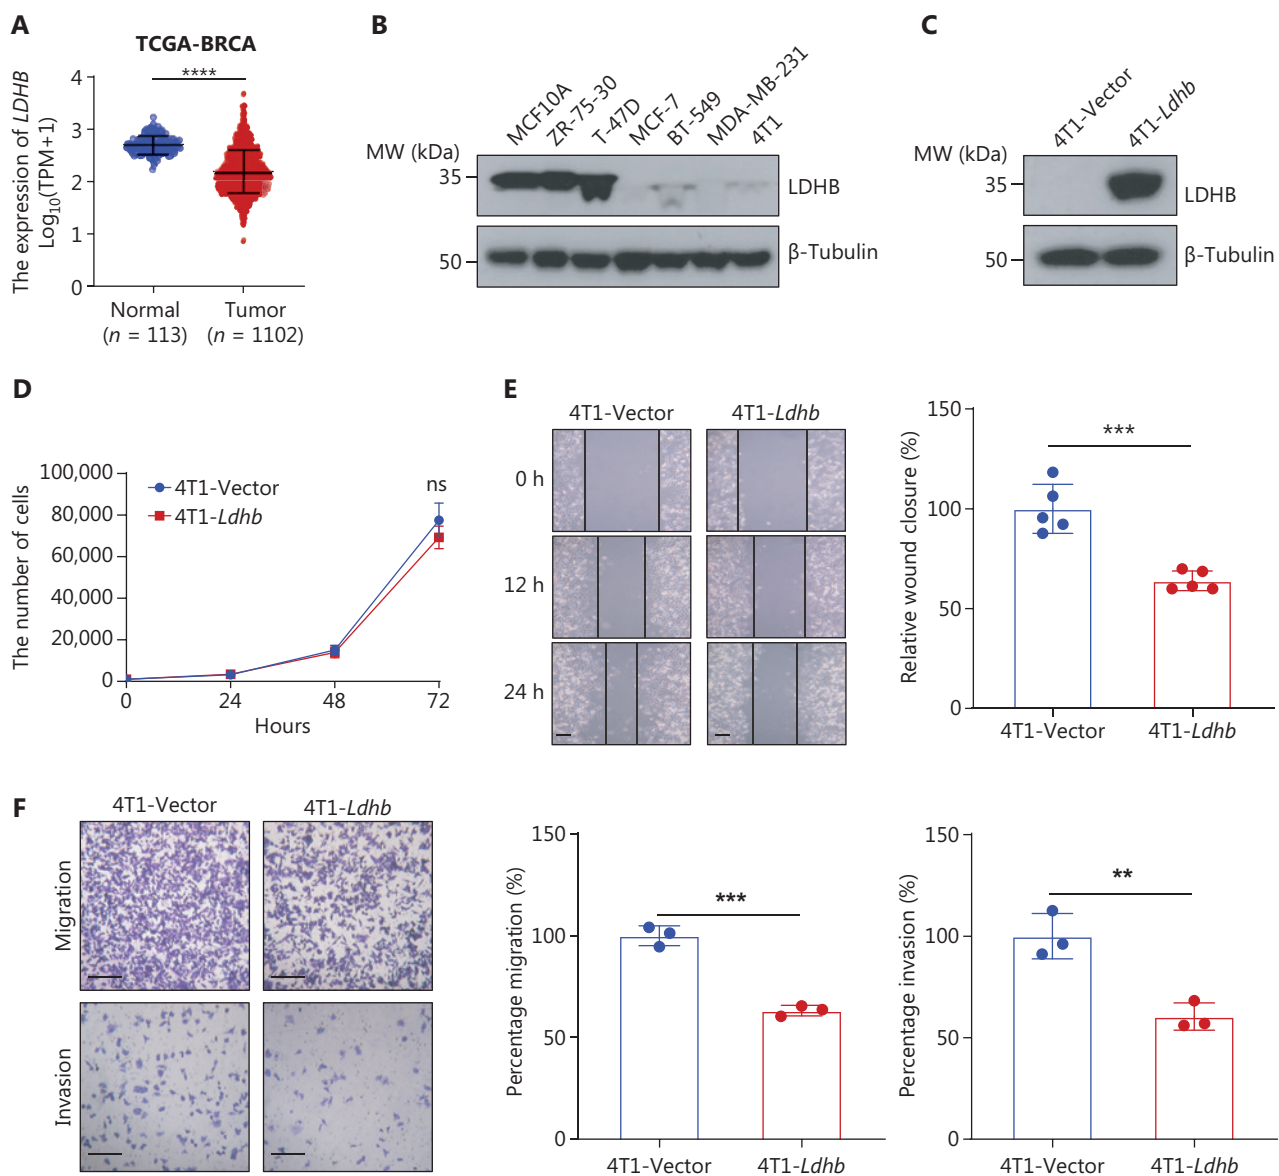 A
TCGA-BRCA
****
The expression of LDHB
Log10(TPM+1)
4
3
2
1
0
Normal
(n = 113)
Tumor
(n = 1102)
B
MCF10A
ZR-75-30
T-47D
MCF-7
BT-549
MDA-MB-231
4T1
MW (kDa)
35
LDHB
50
β-Tubulin
C
4T1-Vector
4T1-Ldhb
MW (kDa)
35
LDHB
50
β-Tubulin
D
The number of cells
100,000
80,000
60,000
40,000
20,000
0
4T1-Vector
4T1-Ldhb
ns
0
24
48
72
Hours
E
4T1-Vector
4T1-Ldhb
0 h
12 h
24 h
Relative wound closure (%)
150
100
50
0
***
4T1-Vector
4T1-Ldhb
F
4T1-Vector
4T1-Ldhb
Migration
Invasion
Percentage migration (%)
150
100
50
0
***
4T1-Vector
4T1-Ldhb
Percentage invasion (%)
150
100
50
0
**
4T1-Vector
4T1-Ldhb